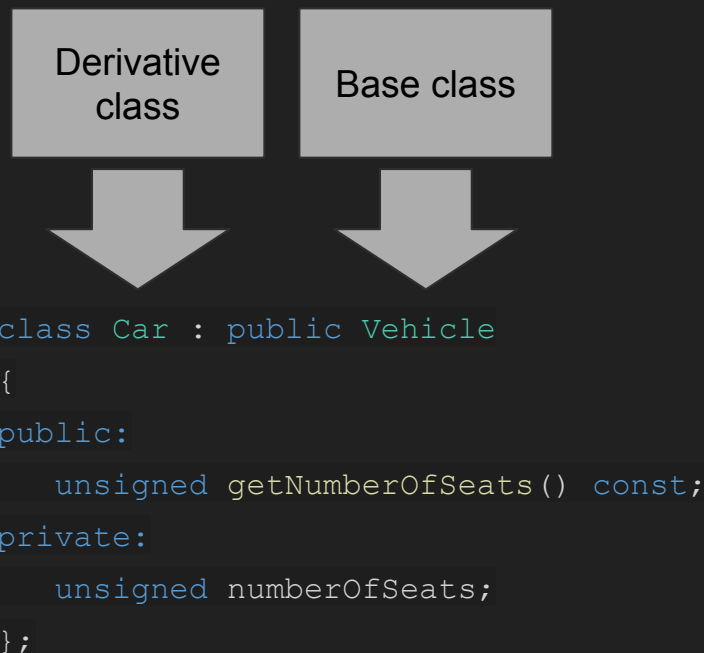 Derivative
class
Base class
class Car : public Vehicle
{
public:
   unsigned getNumberOfSeats() const;
private:
   unsigned numberOfSeats;
};